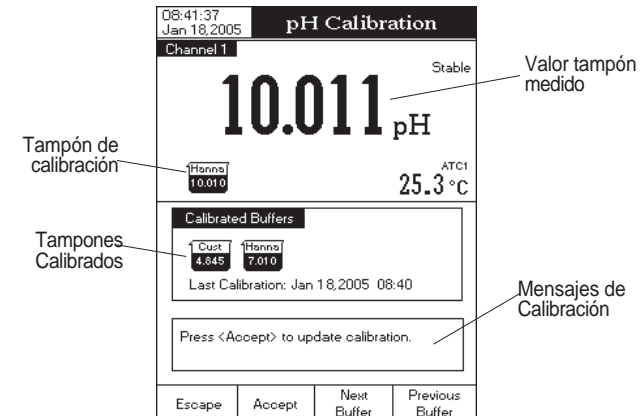 08:41:37
Jan 18,2005
pH Calibration
Channel 1
Stable
10.011 pH
Valor tampón
medido
Tampón de
calibración
Hanna
10.010
ATC1
25.3 °C
Calibrated Buffers
Tampones
Calibrados
Cust
4.845
Hanna
7.010
Last Calibration: Jan 18,2005 08:40
Mensajes de
Calibración
Press <Accept> to update calibration.
Escape
Accept
Next
Buffer
Previous
Buffer